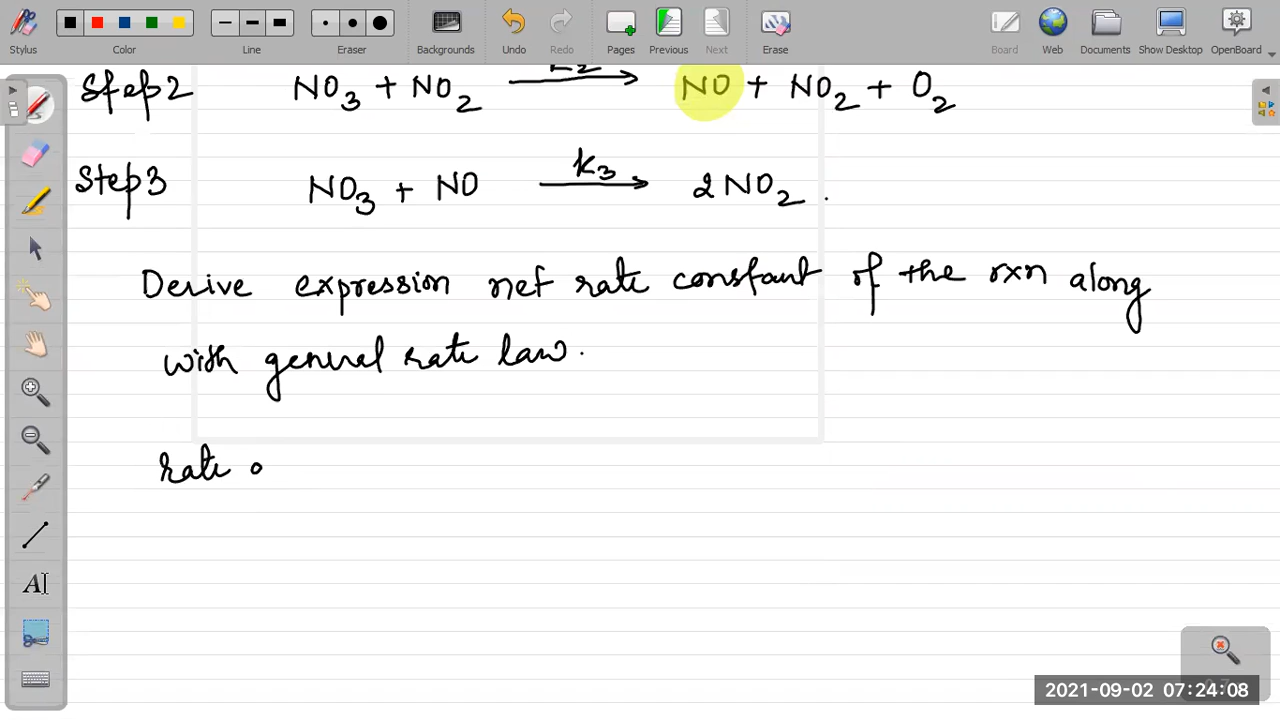 Stylus Color Line Eraser Backgrounds Undo Redo Pages Previous Next Erase Board Web Documents Show Desktop OpenBoard
Step 2 NO3 + NO2 k2 → NO + NO2 + O2
Step 3 NO3 + NO k3 → 2NO2.
Derive expression net rate constant of the rxn along
with general rate law.
rate o
2021-09-02 07:24:08